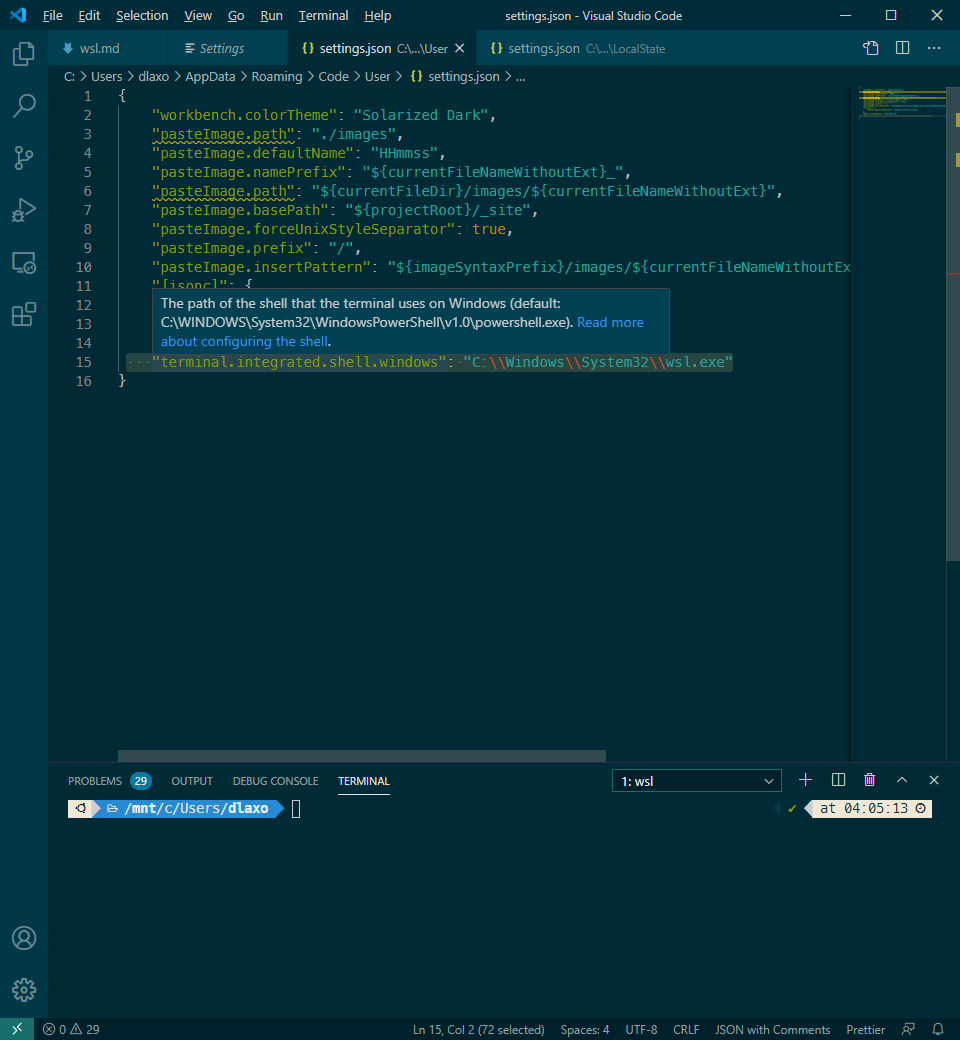 File Edit Selection View Go Run Terminal Help settings.json - Visual Studio Code
wsl.md Settings {} settings.json C:\...\User {} settings.json C:\...\LocalState
C: > Users > dlaxo > AppData > Roaming > Code > User > {} settings.json > ...
1 {
2 "workbench.colorTheme": "Solarized Dark",
3 "pasteImage.path": "./images",
4 "pasteImage.defaultName": "HHmmss",
5 "pasteImage.namePrefix": "${currentFileNameWithoutExt}_",
6 "pasteImage.path": "${currentFileDir}/images/${currentFileNameWithoutExt}",
7 "pasteImage.basePath": "${projectRoot}/_site",
8 "pasteImage.forceUnixStyleSeparator": true,
9 "pasteImage.prefix": "/",
10 "pasteImage.insertPattern": "${imageSyntaxPrefix}/images/${currentFileNameWithoutEx
11 "[jsonc]": {
12 The path of the shell that the terminal uses on Windows (default:
13 C:\WINDOWS\System32\WindowsPowerShell\v1.0\powershell.exe). Read more
14 about configuring the shell.
15 "terminal.integrated.shell.windows": "C:\\Windows\\System32\\wsl.exe"
16 }
PROBLEMS 29 OUTPUT DEBUG CONSOLE TERMINAL 1: wsl
/mnt/c/Users/dlaxo ✔ at 04:05:13
0 29 Ln 15, Col 2 (72 selected) Spaces: 4 UTF-8 CRLF JSON with Comments Prettier